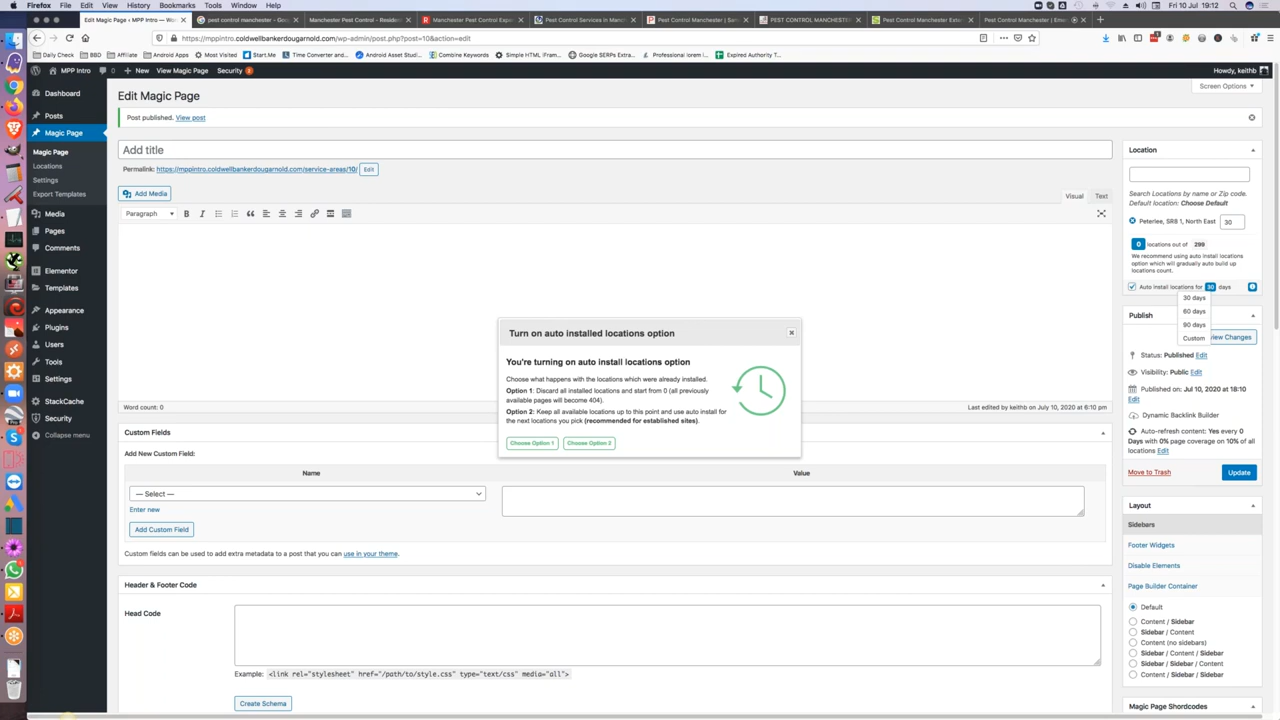 Firefox File Edit View History Bookmarks Tools Window Help
Fri 10 Jul 19:12
Edit Magic Page ‹ MPP Intro — W
pest control manchester - Goo
Manchester Pest Control - Residen
Manchester Pest Control Expe
Pest Control Services in Manche
Pest Control Manchester | Servi
PEST CONTROL MANCHESTER
Pest Control Manchester Exter
Pest Control Manchester | Emer
https://mppintro.coldwellbankerdougarnold.com/wp-admin/post.php?post=10&action=edit
Daily Check BBD Affiliate Android Apps Most Visited Start.Me Time Converter and... Android Asset Studi... Combine Keywords Simple HTML, iFram... Google SERPs Profesional lorem i... Expired Authority T...
MPP Intro 0 New View Magic Page Security
Howdy, keithb
Dashboard
Posts
Magic Page
Magic Page
Locations
Settings
Export Templates
Media
Pages
Comments
Elementor
Templates
Appearance
Plugins
Users
Tools
Settings
StackCache
Security
Collapse menu
Edit Magic Page
Screen Options
Post published. View post
Add title
Permalink: https://mppintro.coldwellbankerdougarnold.com/service-areas/10/ Edit
Add Media
Visual Text
Paragraph
Word count: 0
Last edited by keithb on July 10, 2020 at 6:10 pm
Turn on auto installed locations option
You're turning on auto install locations option
Choose what happens with the locations which were already installed.
Option 1: Discard all installed locations and start from 0 (all previously
available pages will become 404).
Option 2: Keep all available locations up to this point and use auto install for
the next locations you pick (recommended for established sites).
Choose Option 1 Choose Option 2
Custom Fields
Add New Custom Field:
Name Value
— Select —
Enter new
Add Custom Field
Custom fields can be used to add extra metadata to a post that you can use in your theme.
Header & Footer Code
Head Code
Example: <link rel="stylesheet" href="/path/to/style.css" type="text/css" media="all">
Create Schema
Location
Search Locations by name or Zip code.
Default location: Choose Default
Peterlee, SR8 1, North East 30
0 locations out of 299
We recommend using auto install locations
option which will gradually auto build up
locations count.
Auto install locations for 30 days
30 days
60 days
90 days
Custom
Publish
iew Changes
Status: Published Edit
Visibility: Public Edit
Published on: Jul 10, 2020 at 18:10
Edit
Dynamic Backlink Builder
Auto-refresh content: Yes every 0
Days with 0% page coverage on 10% of all
locations Edit
Move to Trash
Update
Layout
Sidebars
Footer Widgets
Disable Elements
Page Builder Container
Default
Content / Sidebar
Sidebar / Content
Content (no sidebars)
Sidebar / Content / Sidebar
Sidebar / Sidebar / Content
Content / Sidebar / Sidebar
Magic Page Shordcodes